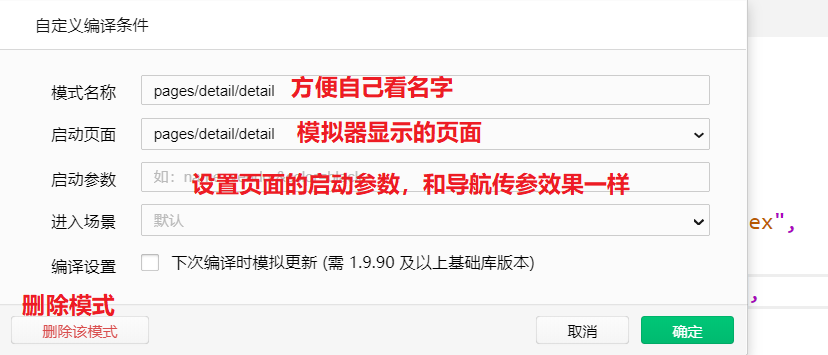 自定义编译条件
模式名称 pages/detail/detail 方便自己看名字
启动页面 pages/detail/detail 模拟器显示的页面
启动参数 如：n
设置页面的启动参数，和导航传参效果一样
进入场景 默认
ex",
编译设置 下次编译时模拟更新 (需 1.9.90 及以上基础库版本)
,
删除模式
删除该模式 取消 确定